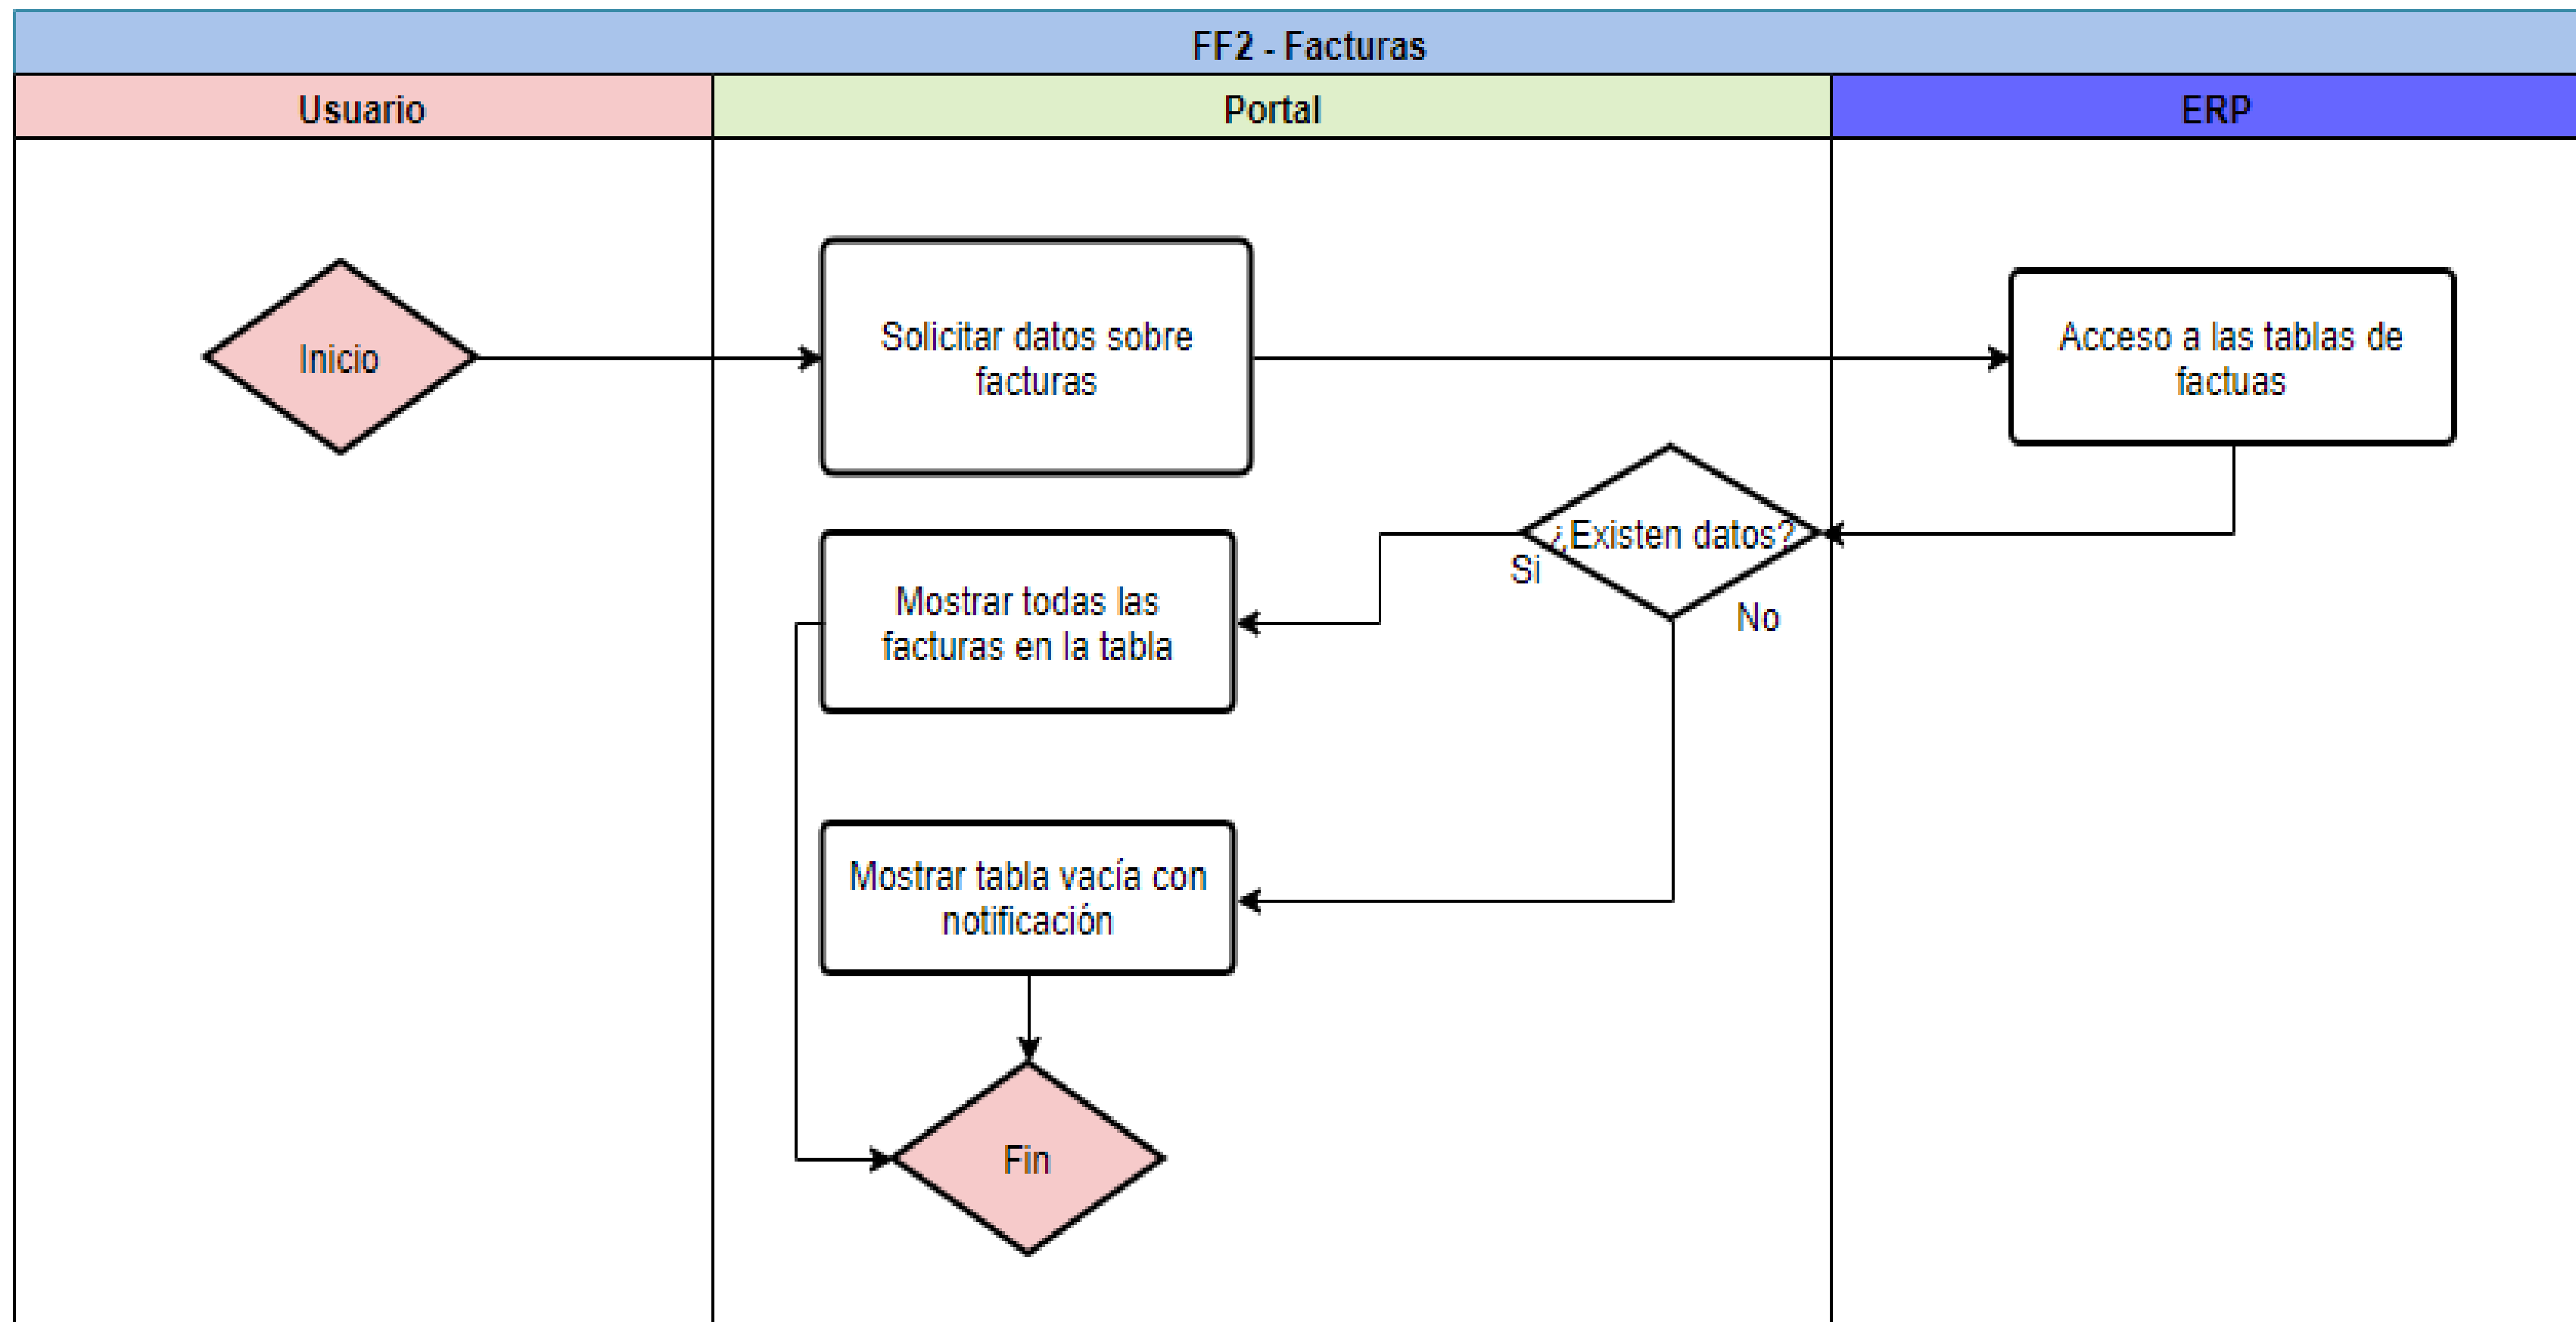 FF2 - Facturas
Usuario
Portal
ERP
Inicio
Solicitar datos sobre
facturas
Acceso a las tablas de
factuas
¿Existen datos?
Si
No
Mostrar todas las
facturas en la tabla
Mostrar tabla vacía con
notificación
Fin